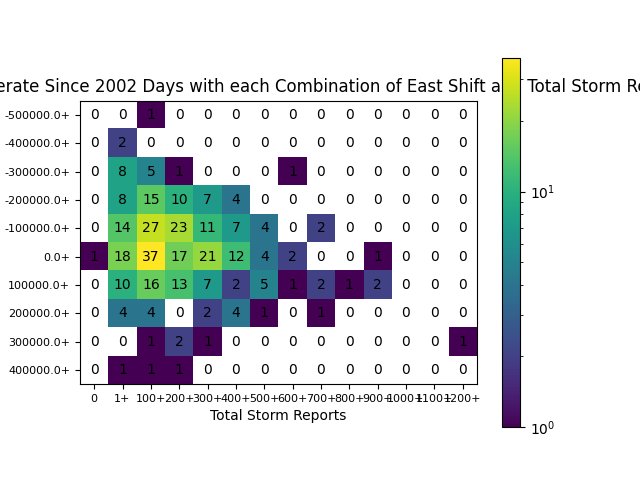 erate Since 2002 Days with each Combination of East Shift a Total Storm Re
-500000.0+ 0 0 1 0 0 0 0 0 0 0 0 0 0 0
-400000.0+ 0 2 0 0 0 0 0 0 0 0 0 0 0 0
-300000.0+ 0 8 5 1 0 0 0 1 0 0 0 0 0 0
-200000.0+ 0 8 15 10 7 4 0 0 0 0 0 0 0 0
-100000.0+ 0 14 27 23 11 7 4 0 2 0 0 0 0 0
0.0+ 1 18 37 17 21 12 4 2 0 0 1 0 0 0
100000.0+ 0 10 16 13 7 2 5 1 2 1 2 0 0 0
200000.0+ 0 4 4 0 2 4 1 0 1 0 0 0 0 0
300000.0+ 0 0 1 2 1 0 0 0 0 0 0 0 0 1
400000.0+ 0 1 1 1 0 0 0 0 0 0 0 0 0 0
0 1+ 100+ 200+ 300+ 400+ 500+ 600+ 700+ 800+ 900+ 1000+ 1100+ 1200+
Total Storm Reports
10¹
10⁰